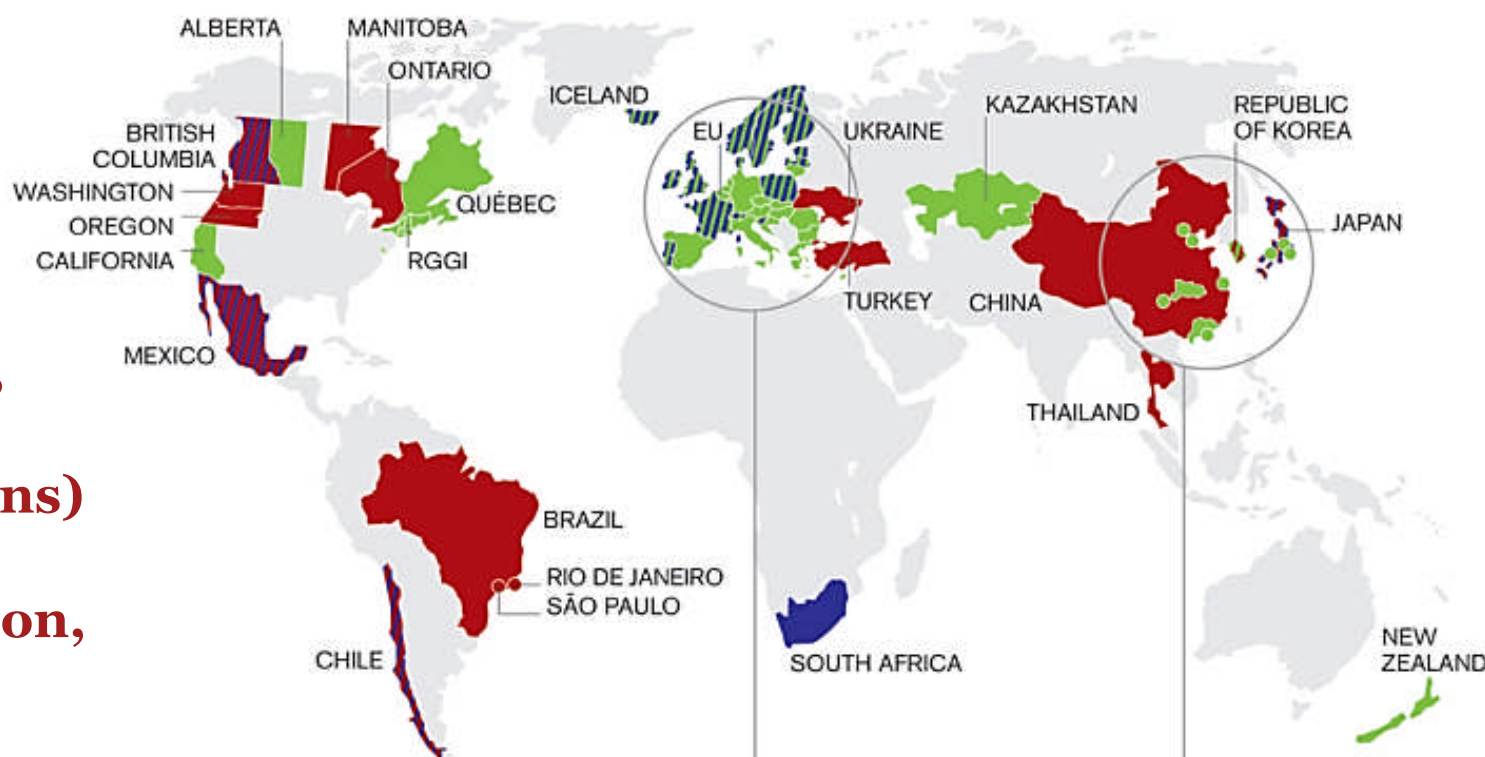 ALBERTA
MANITOBA
ONTARIO
BRITISH
COLUMBIA
WASHINGTON
OREGON
CALIFORNIA
QUÉBEC
RGGI
MEXICO
ICELAND
EU
UKRAINE
TURKEY
KAZAKHSTAN
REPUBLIC
OF KOREA
JAPAN
CHINA
THAILAND
ns)
on,
BRAZIL
RIO DE JANEIRO
SÃO PAULO
CHILE
SOUTH AFRICA
NEW
ZEALAND